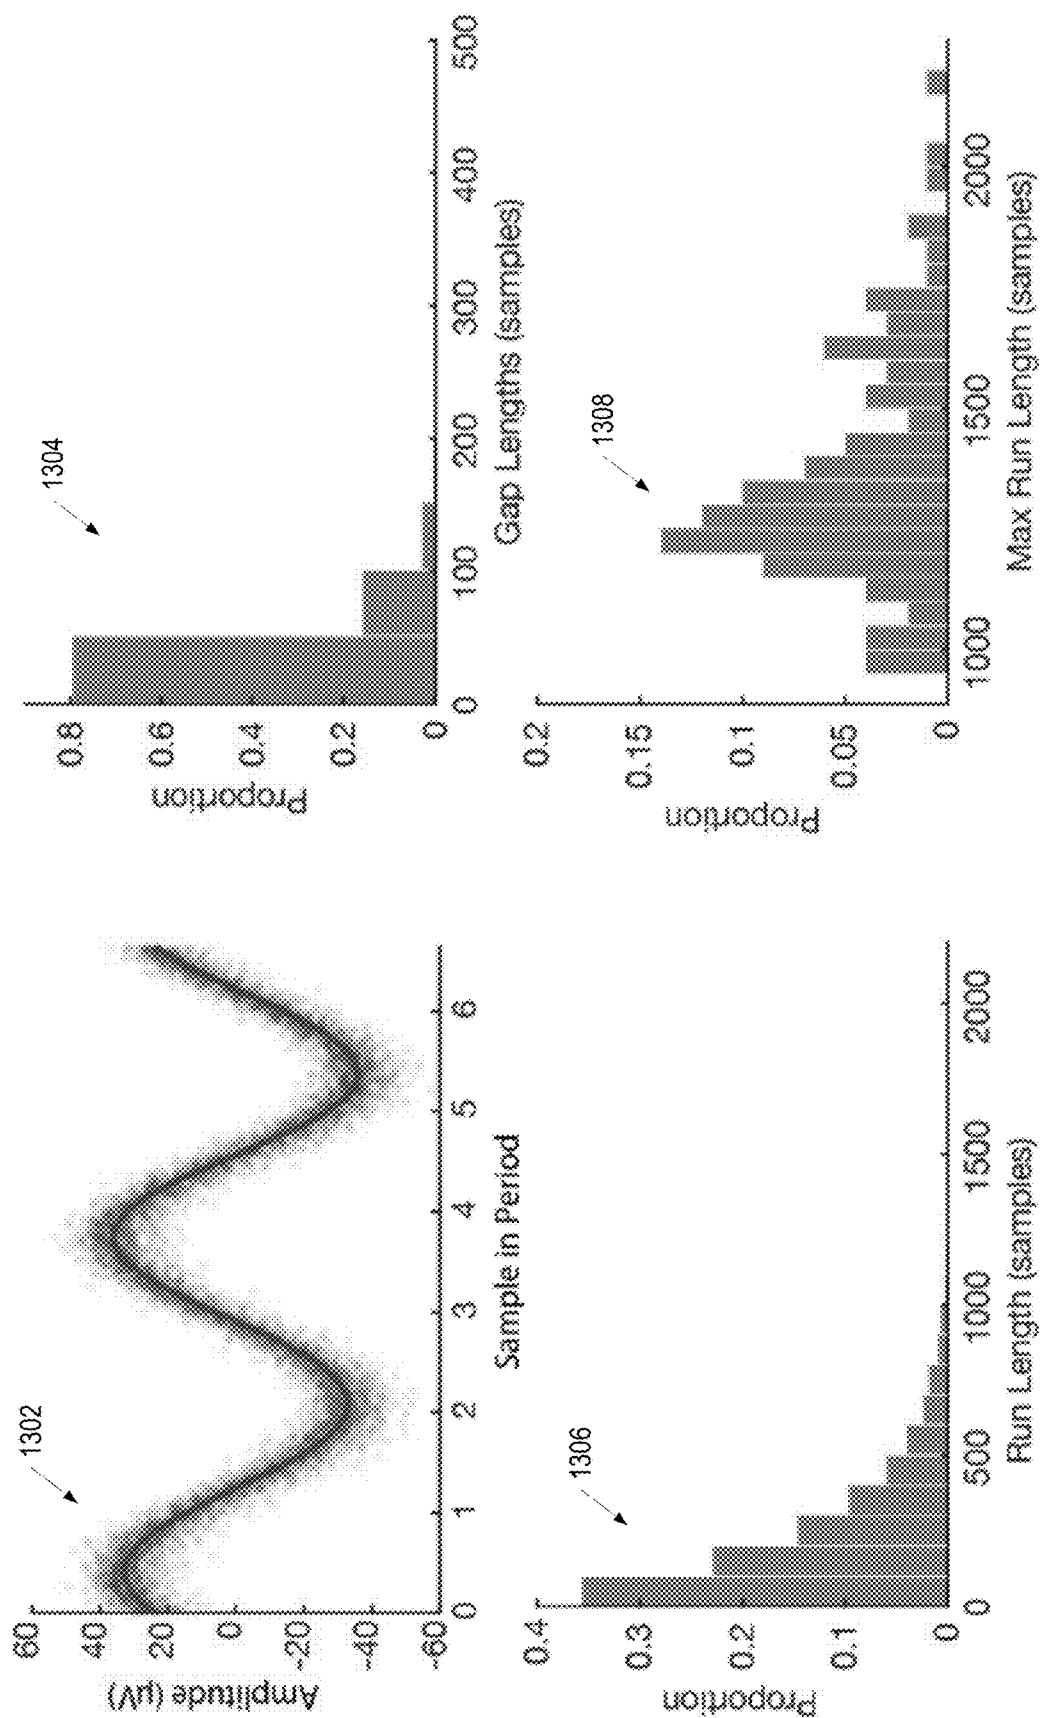 1302
60
40
20
0
-20
-40
-60
Amplitude (µV)
0 1 2 3 4 5 6
Sample in Period
1304
0.8
0.6
0.4
0.2
0
Proportion
0 100 200 300 400 500
Gap Lengths (samples)
1306
0.4
0.3
0.2
0.1
0
Proportion
0 500 1000 1500 2000
Run Length (samples)
1308
0.2
0.15
0.1
0.05
0
Proportion
1000 1500 2000
Max Run Length (samples)